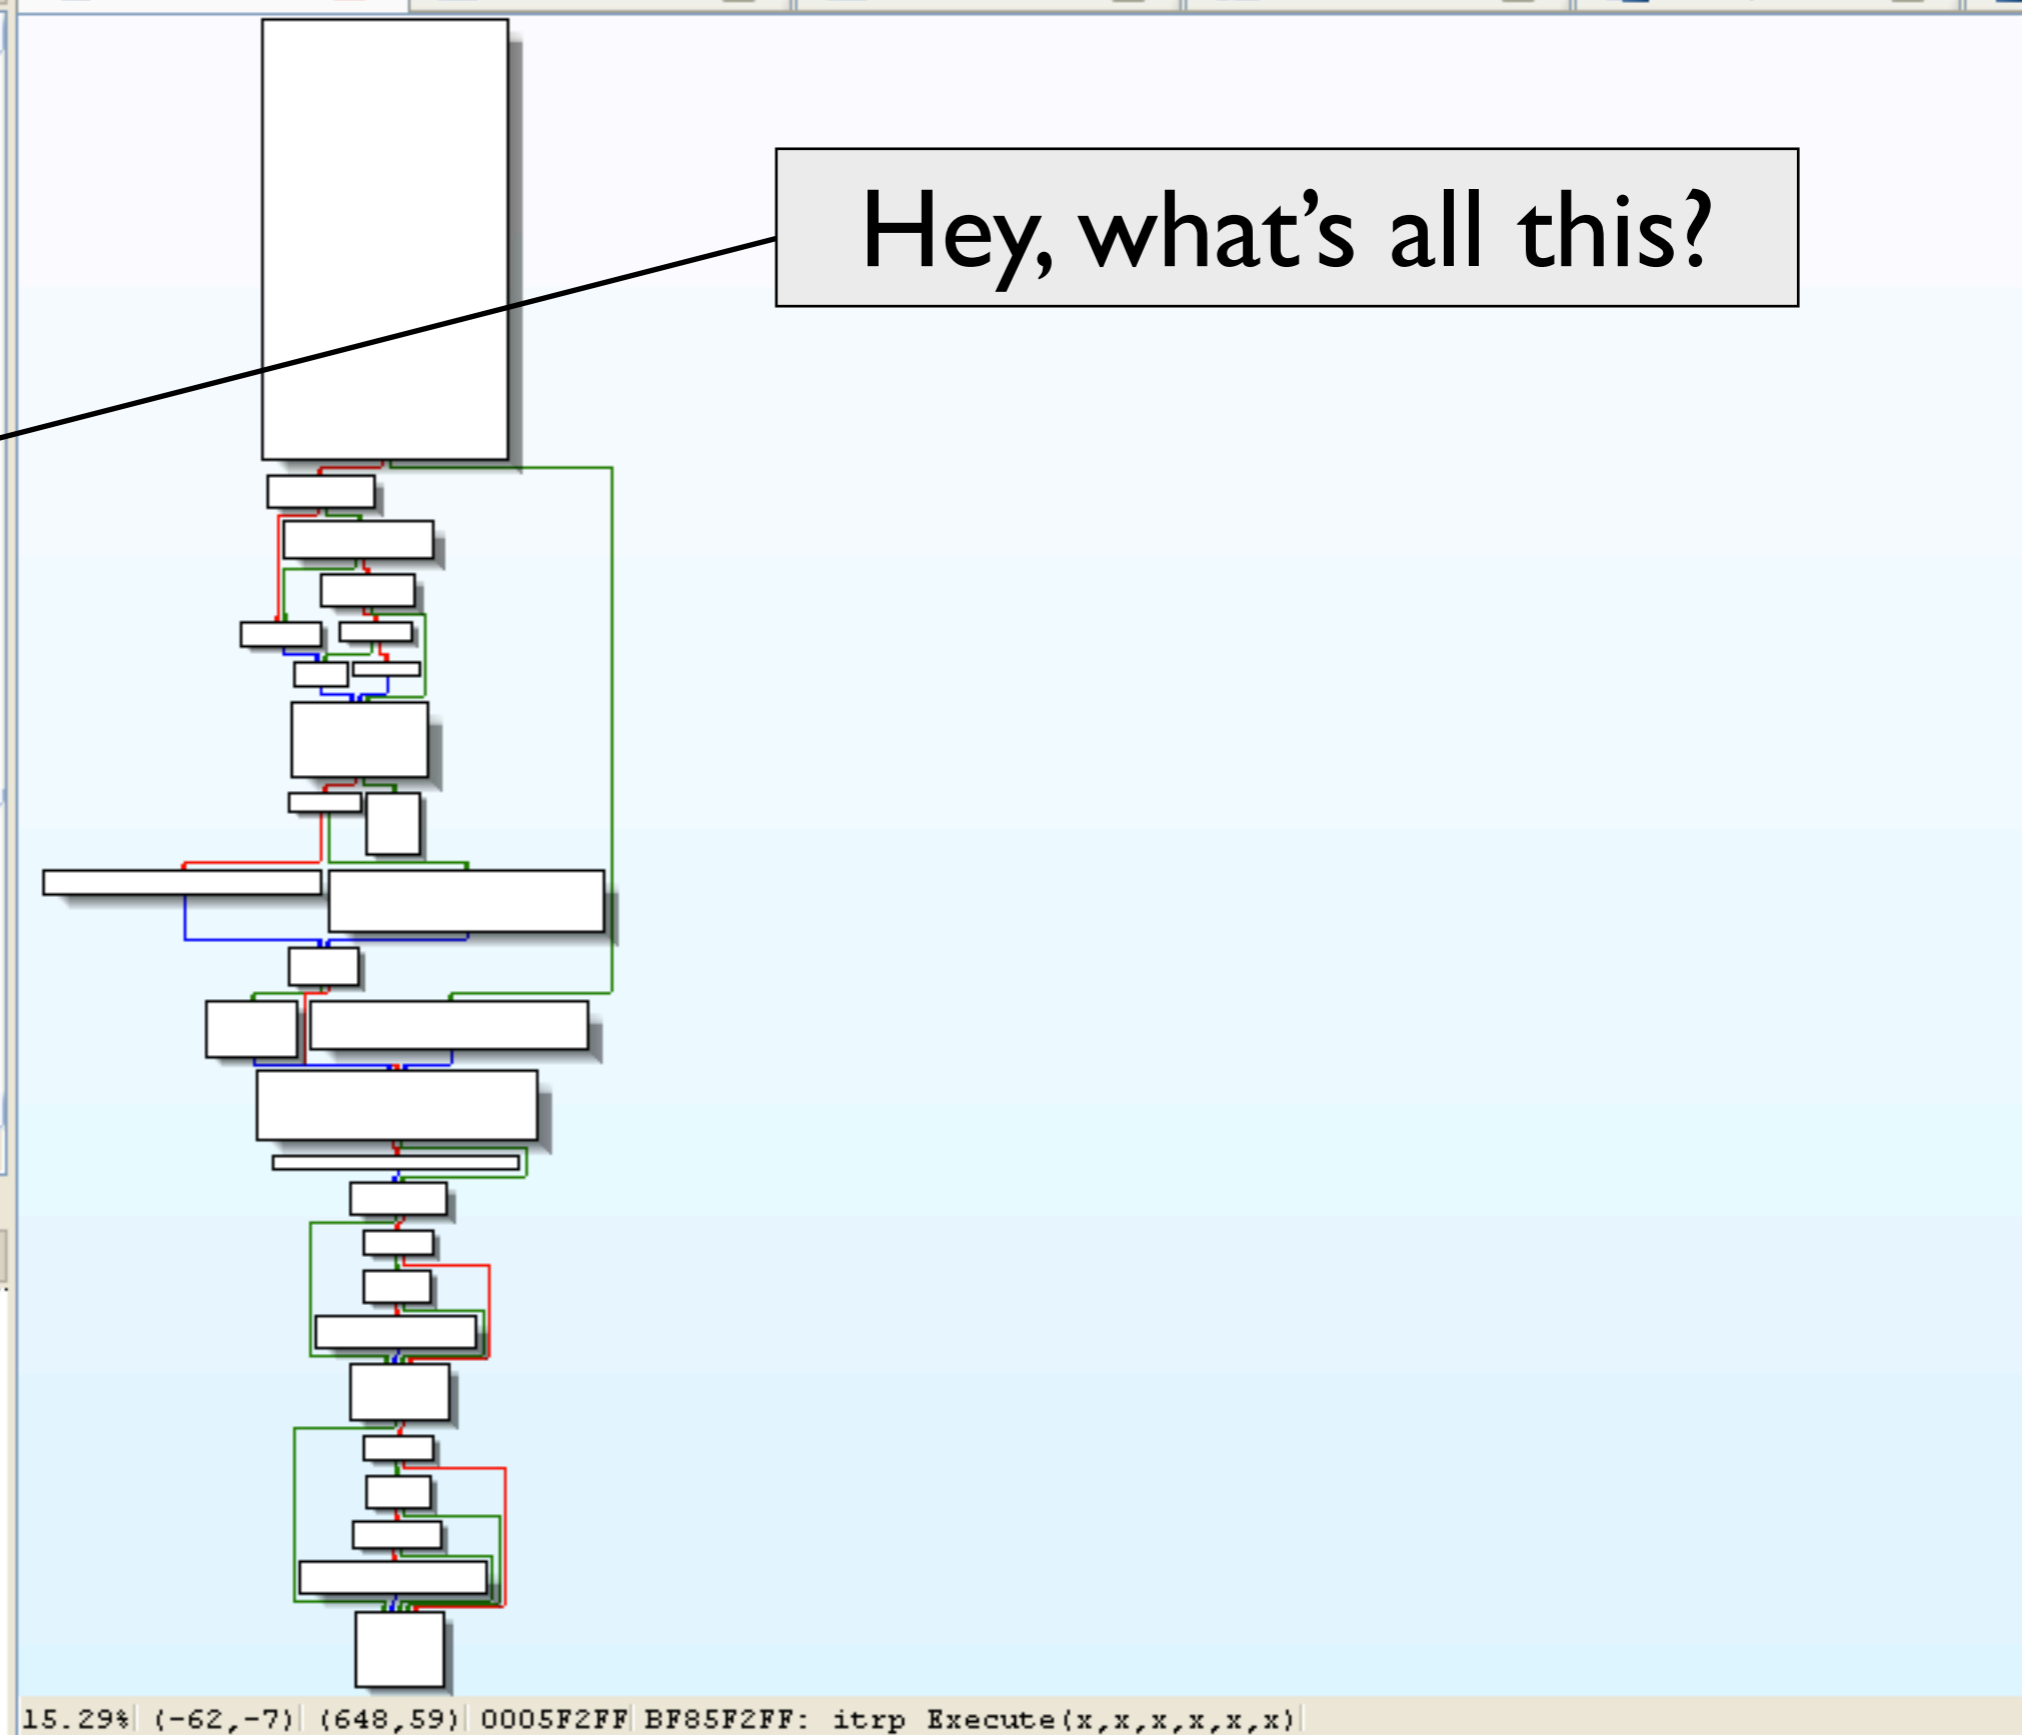 Hey, what's all this?
15.29% (-62,-7) (648,59) 0005F2FF BF85F2FF: itrp Execute(x,x,x,x,x,x)